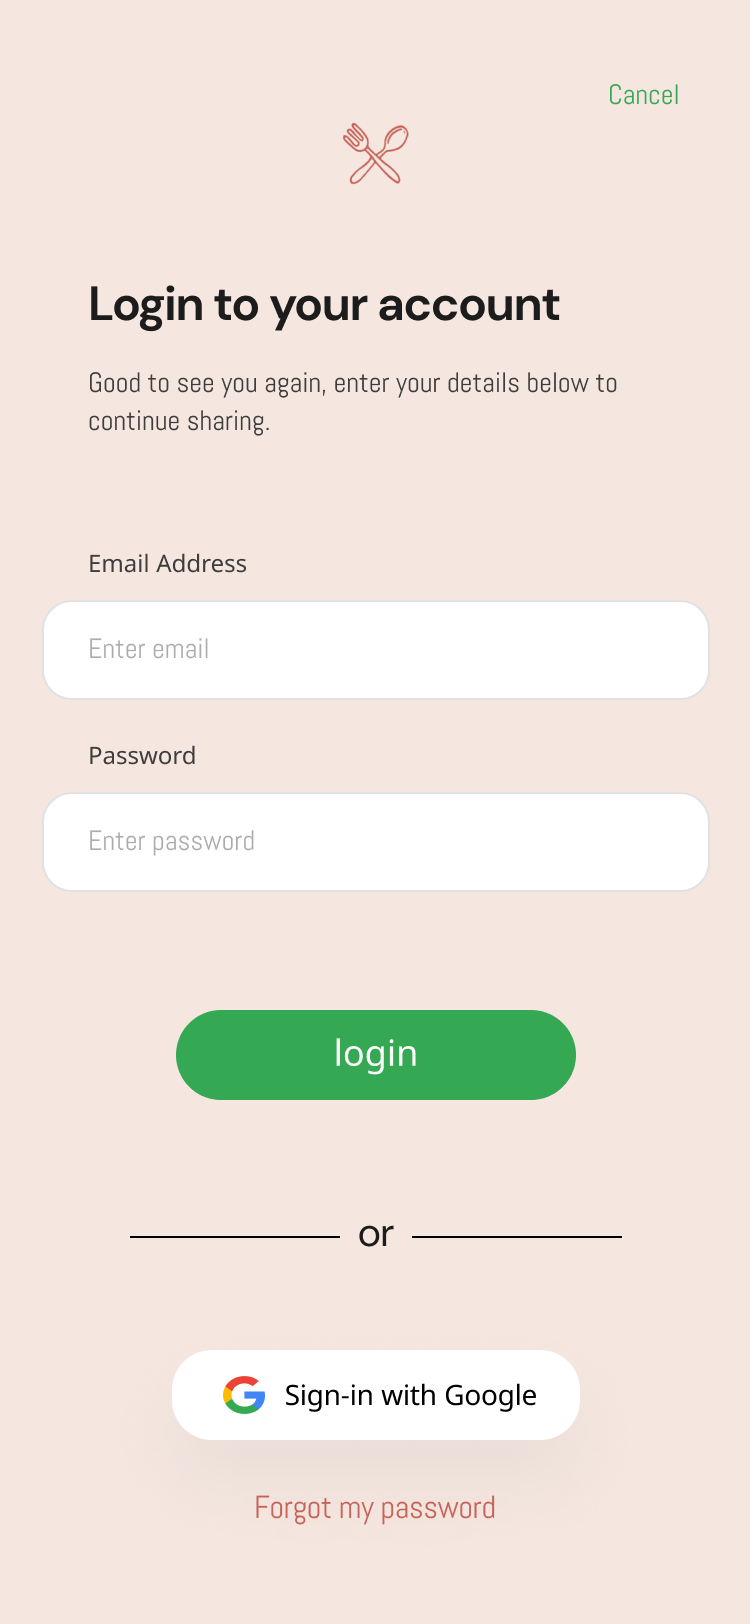 Cancel
Login to your account
Good to see you again, enter your details below to
continue sharing.
Email Address
Enter email
Password
Enter password
login
or
Sign-in with Google
Forgot my password